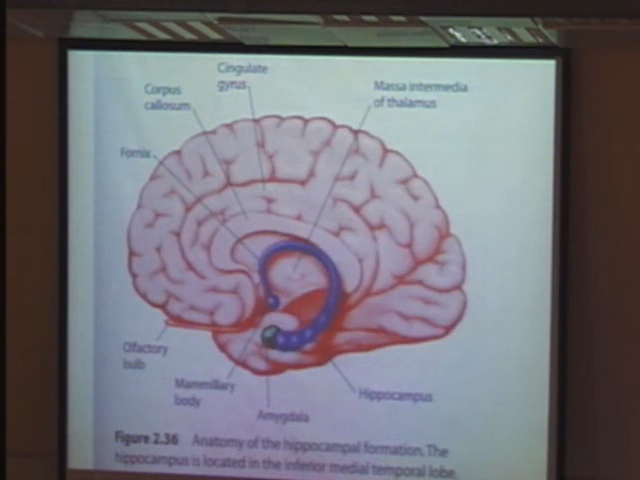 Cingulate
gyrus
Corpus
callosum
Massa intermedia
of thalamus
Fornix
Olfactory
bulb
Mammillary
body
Amygdala
Hippocampus
Figure 2.36 Anatomy of the hippocampal formation. The
hippocampus is located in the inferior medial temporal lobe.